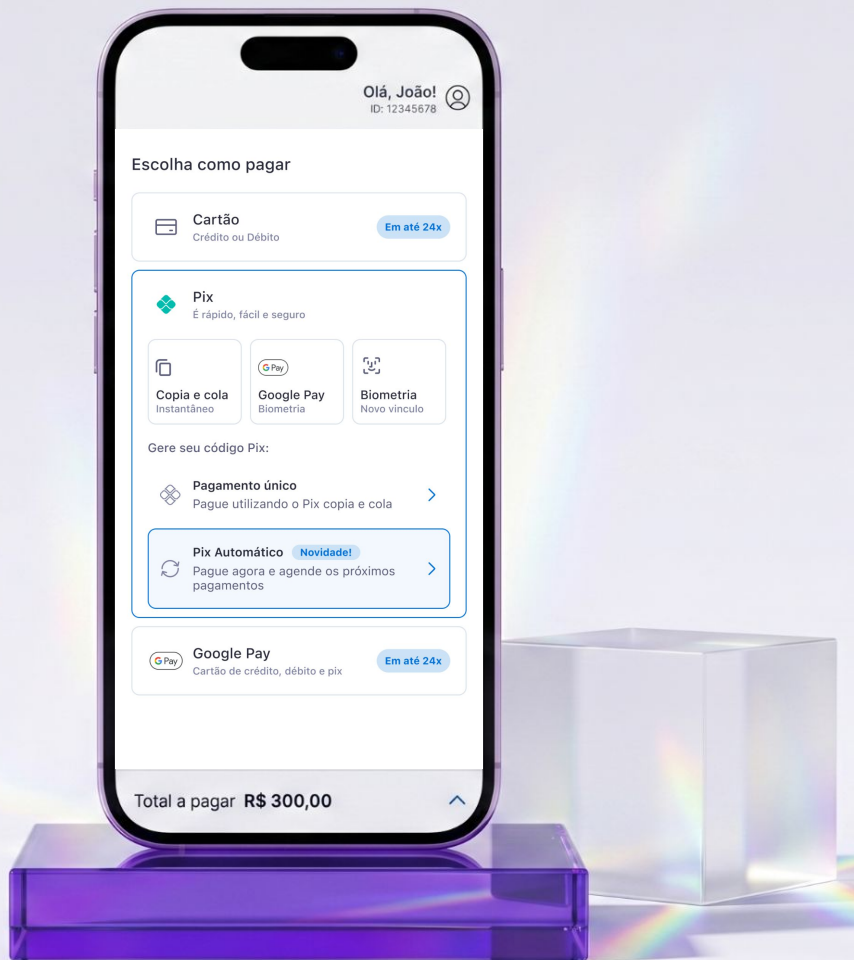 Olá, João!
ID: 12345678
Escolha como pagar
Cartão
Crédito ou Débito
Em até 24x
Pix
É rápido, fácil e seguro
Copia e cola
Instantâneo
G Pay
Google Pay
Biometria
Biometria
Novo vinculo
Gere seu código Pix:
Pagamento único
Pague utilizando o Pix copia e cola
Pix Automático Novidade!
Pague agora e agende os próximos
pagamentos
G Pay
Google Pay
Cartão de crédito, débito e pix
Em até 24x
Total a pagar R$ 300,00